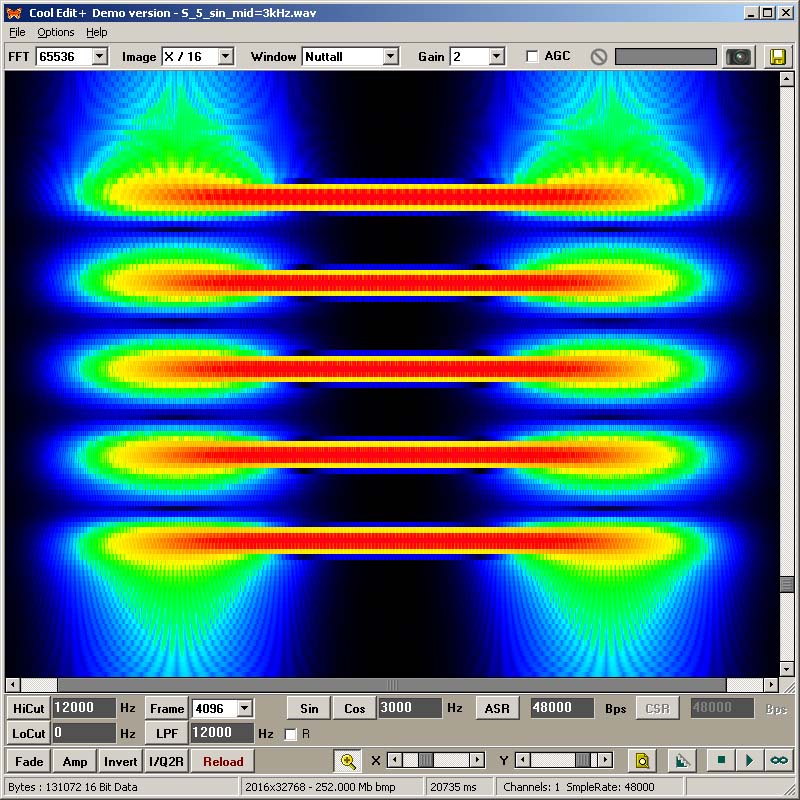 Cool Edit+ Demo version - S_5_sin_mid=3kHz.wav
File Options Help
FFT 65536 Image X / 16 Window Nuttall Gain 2 AGC
HiCut 12000 Hz Frame 4096 Sin Cos 3000 Hz ASR 48000 Bps CSR 48000 Bps
LoCut 0 Hz LPF 12000 Hz R
Fade Amp Invert I/Q2R Reload X Y
Bytes : 131072 16 Bit Data 2016x32768 - 252.000 Mb bmp 20735 ms Channels: 1 SmpleRate: 48000